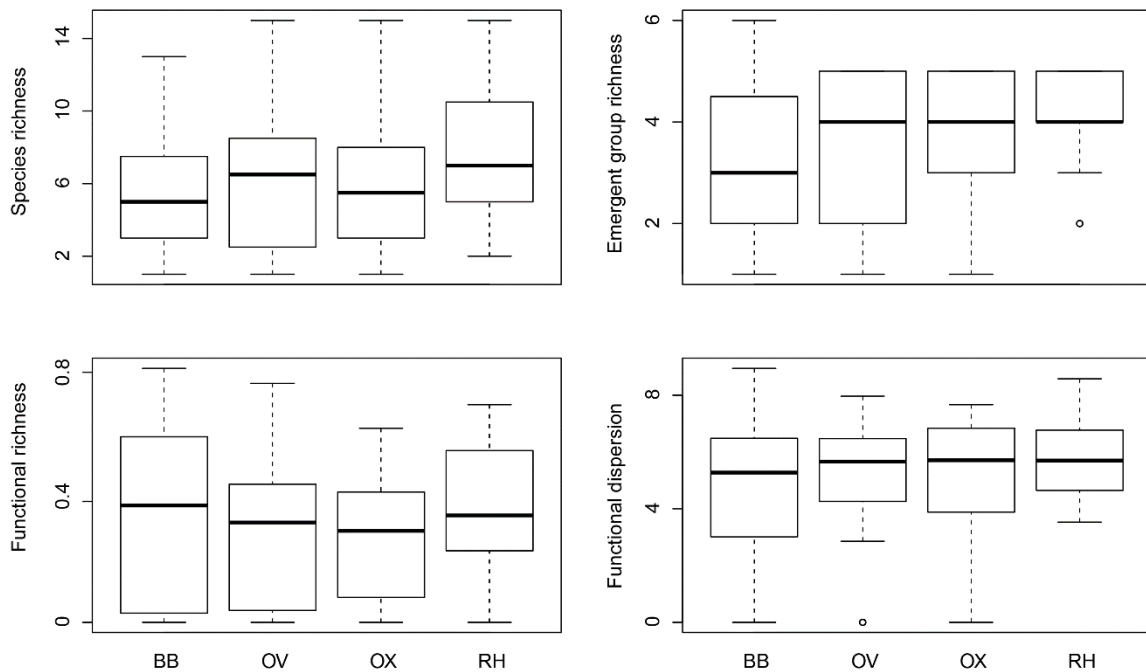 Species richness
14
10
6
2
Emergent group richness
6
4
2
Functional richness
0.8
0.4
0
BB OV OX RH
Functional dispersion
8
4
0
BB OV OX RH